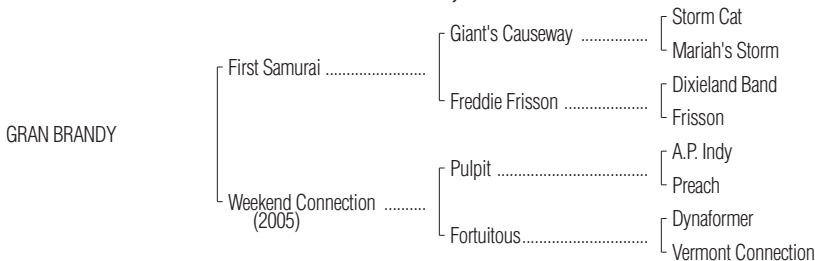 Storm Cat
Giant's Causeway ................
Mariah's Storm
First Samurai ........................
Dixieland Band
Freddie Frisson ....................
Frisson
GRAN BRANDY
A.P. Indy
Pulpit ....................................
Preach
Weekend Connection ..........
(2005)
Dynaformer
Fortuitous..............................
Vermont Connection